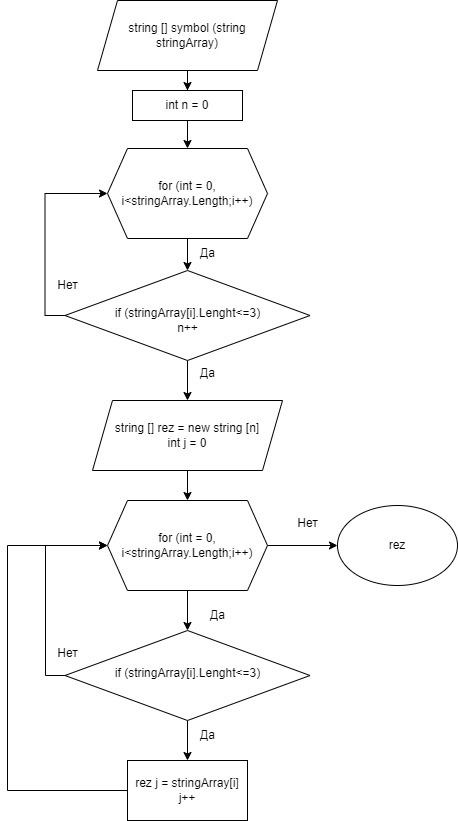 string [] symbol (string
stringArray)
int n = 0
for (int = 0,
i<stringArray.Length;i++)
Да
Нет
if (stringArray[i].Lenght<=3)
n++
Да
string [] rez = new string [n]
int j = 0
for (int = 0,
i<stringArray.Length;i++)
Нет
rez
Да
Нет
if (stringArray[i].Lenght<=3)
Да
rez j = stringArray[i]
j++